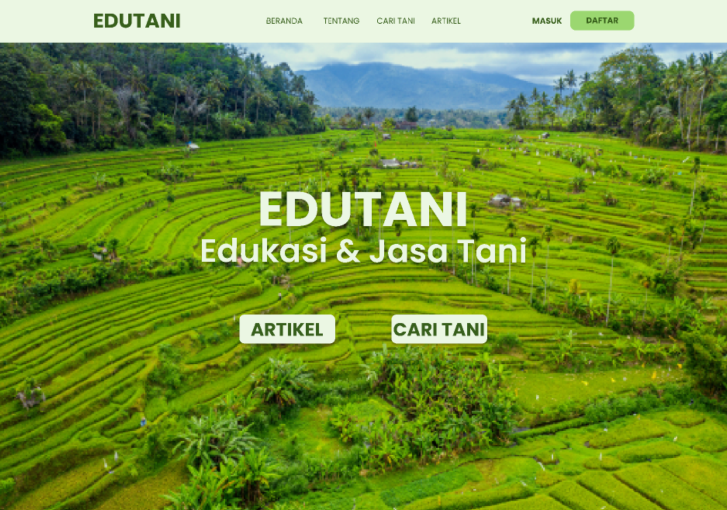 EDUTANI
BERANDA TENTANG CARI TANI ARTIKEL MASUK DAFTAR
EDUTANI
Edukasi & Jasa Tani
ARTIKEL CARI TANI